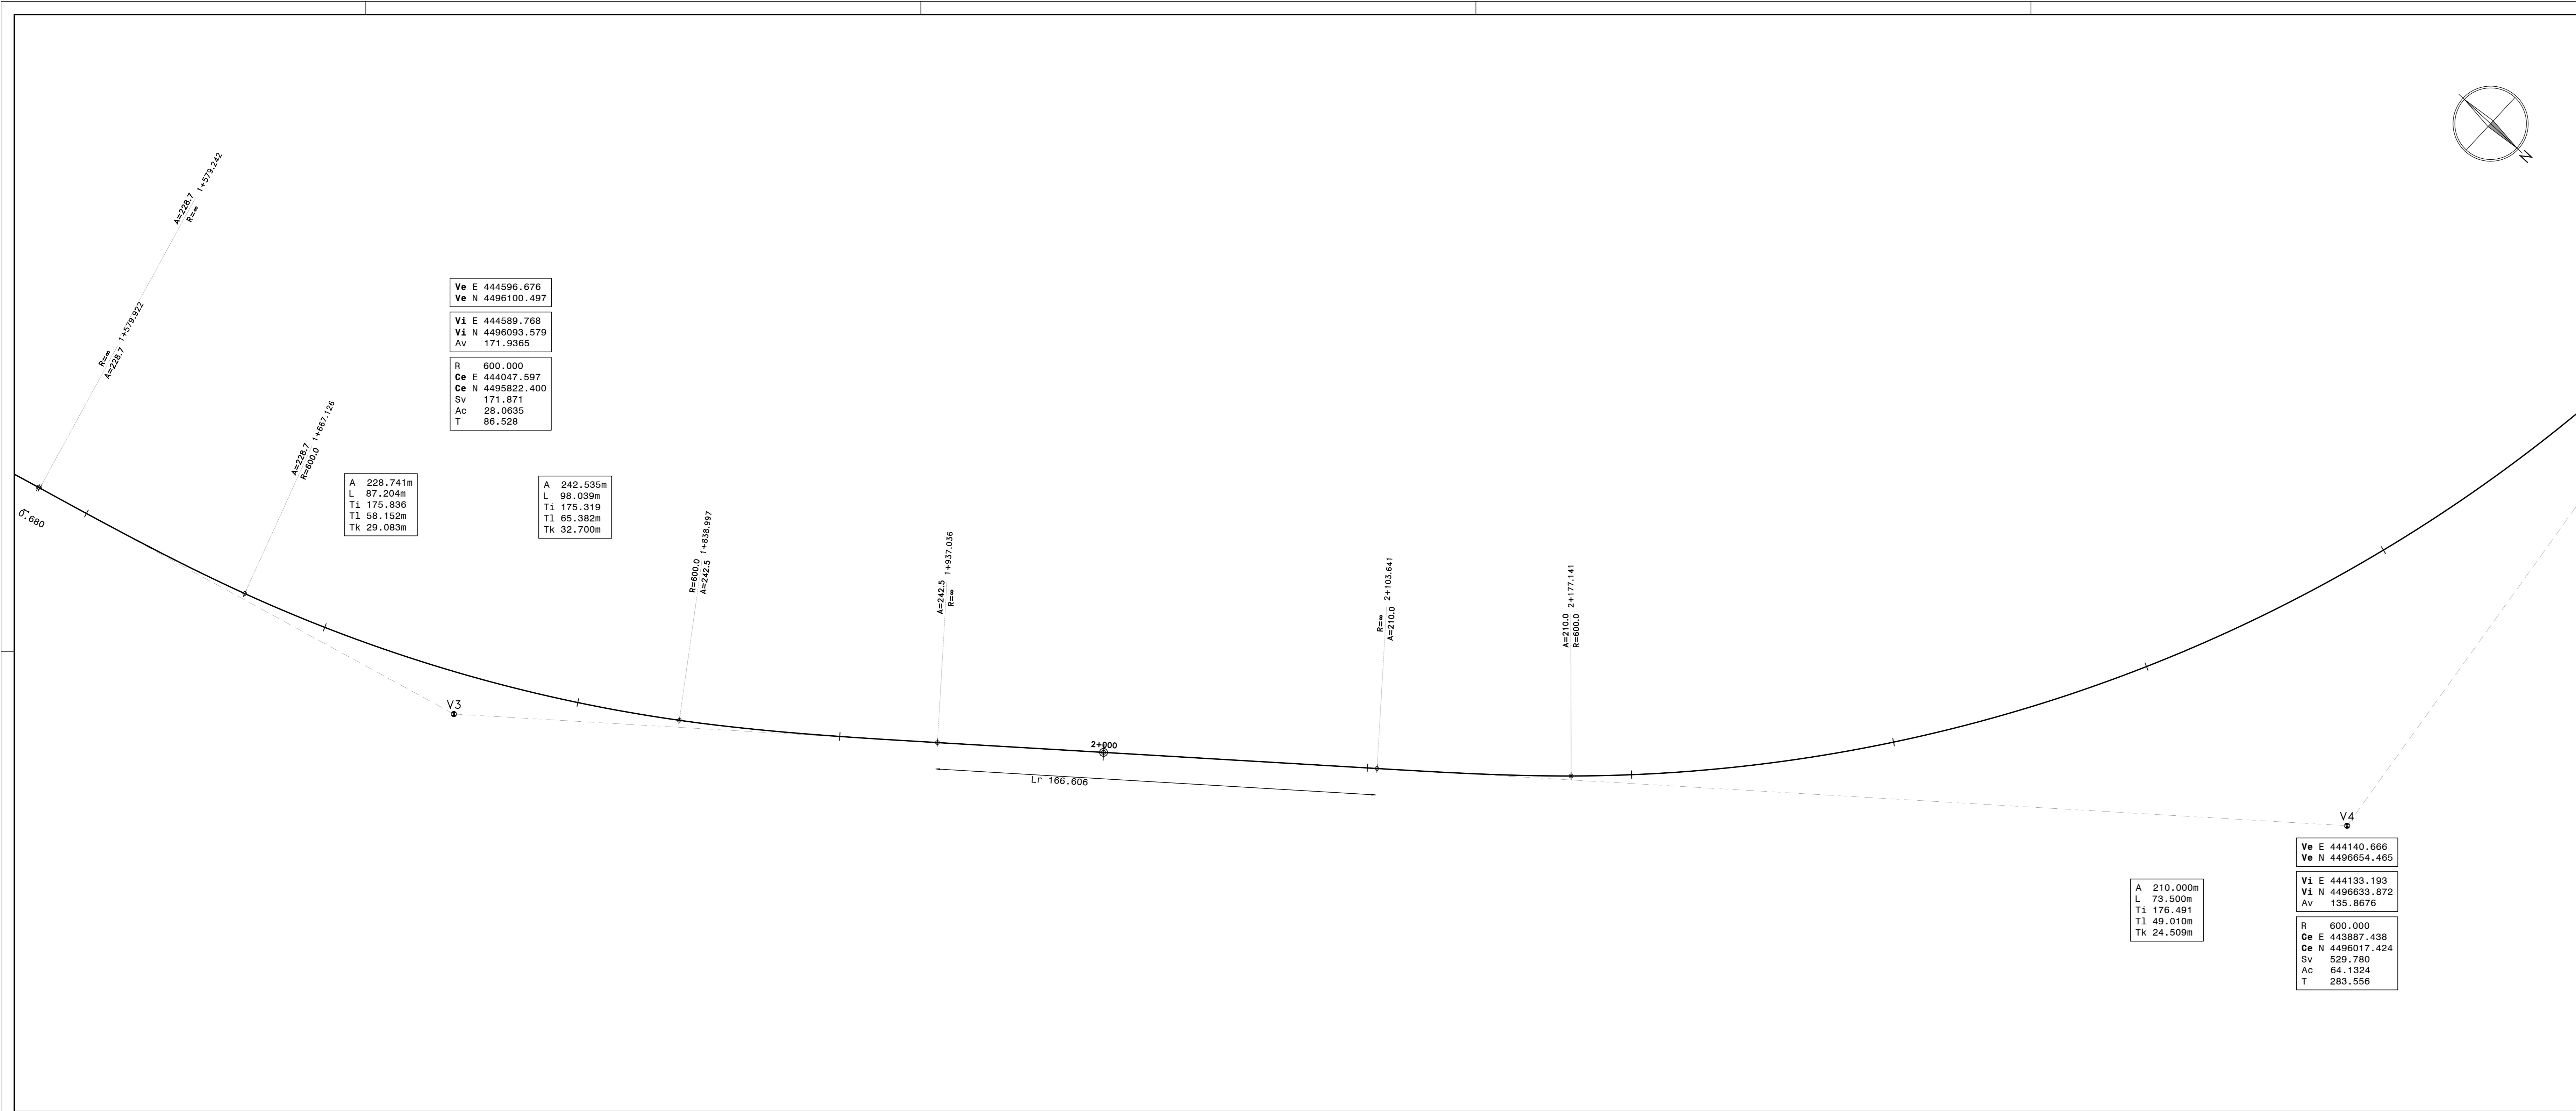 A=228.7 1+579.242
R=∞
R=∞ 1+579.922
A=228.7
0.680
A=228.7 1+667.126
R=600.0
Ve E 444596.676
Ve N 4496100.497
Vi E 444589.768
Vi N 4496093.579
Av 171.9365
R 600.000
Ce E 444047.597
Ce N 4495822.400
Sv 171.871
Ac 28.0635
T 86.528
A 228.741m
L 87.204m
Ti 175.836
Tl 58.152m
Tk 29.083m
A 242.535m
L 98.039m
Ti 175.319
Tl 65.382m
Tk 32.700m
V3
R=600.0 1+838.997
A=242.5
A=242.5 1+937.036
R=∞
2+000
Lr 166.606
R=∞ 2+103.641
A=210.0
A=210.0 2+177.141
R=600.0
N
V4
Ve E 444140.666
Ve N 4496654.465
Vi E 444133.193
Vi N 4496633.872
Av 135.8676
R 600.000
Ce E 443887.438
Ce N 4496017.424
Sv 529.780
Ac 64.1324
T 283.556
A 210.000m
L 73.500m
Ti 176.491
Tl 49.010m
Tk 24.509m